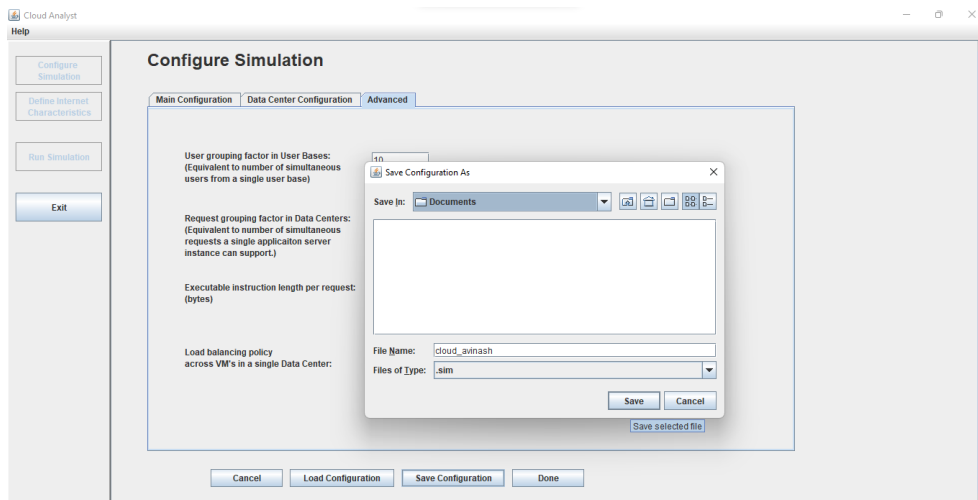 Cloud Analyst
Help
Configure
Simulation
Define Internet
Characteristics
Run Simulation
Exit
Configure Simulation
Main Configuration
Data Center Configuration
Advanced
User grouping factor in User Bases:
(Equivalent to number of simultaneous
users from a single user base)
10
Request grouping factor in Data Centers:
(Equivalent to number of simultaneous
requests a single applicaiton server
instance can support.)
Executable instruction length per request:
(bytes)
Load balancing policy
across VM's in a single Data Center:
Save Configuration As
Save In:
Documents
File Name:
cloud_avinash
Files of Type:
.sim
Save
Cancel
Save selected file
Cancel
Load Configuration
Save Configuration
Done